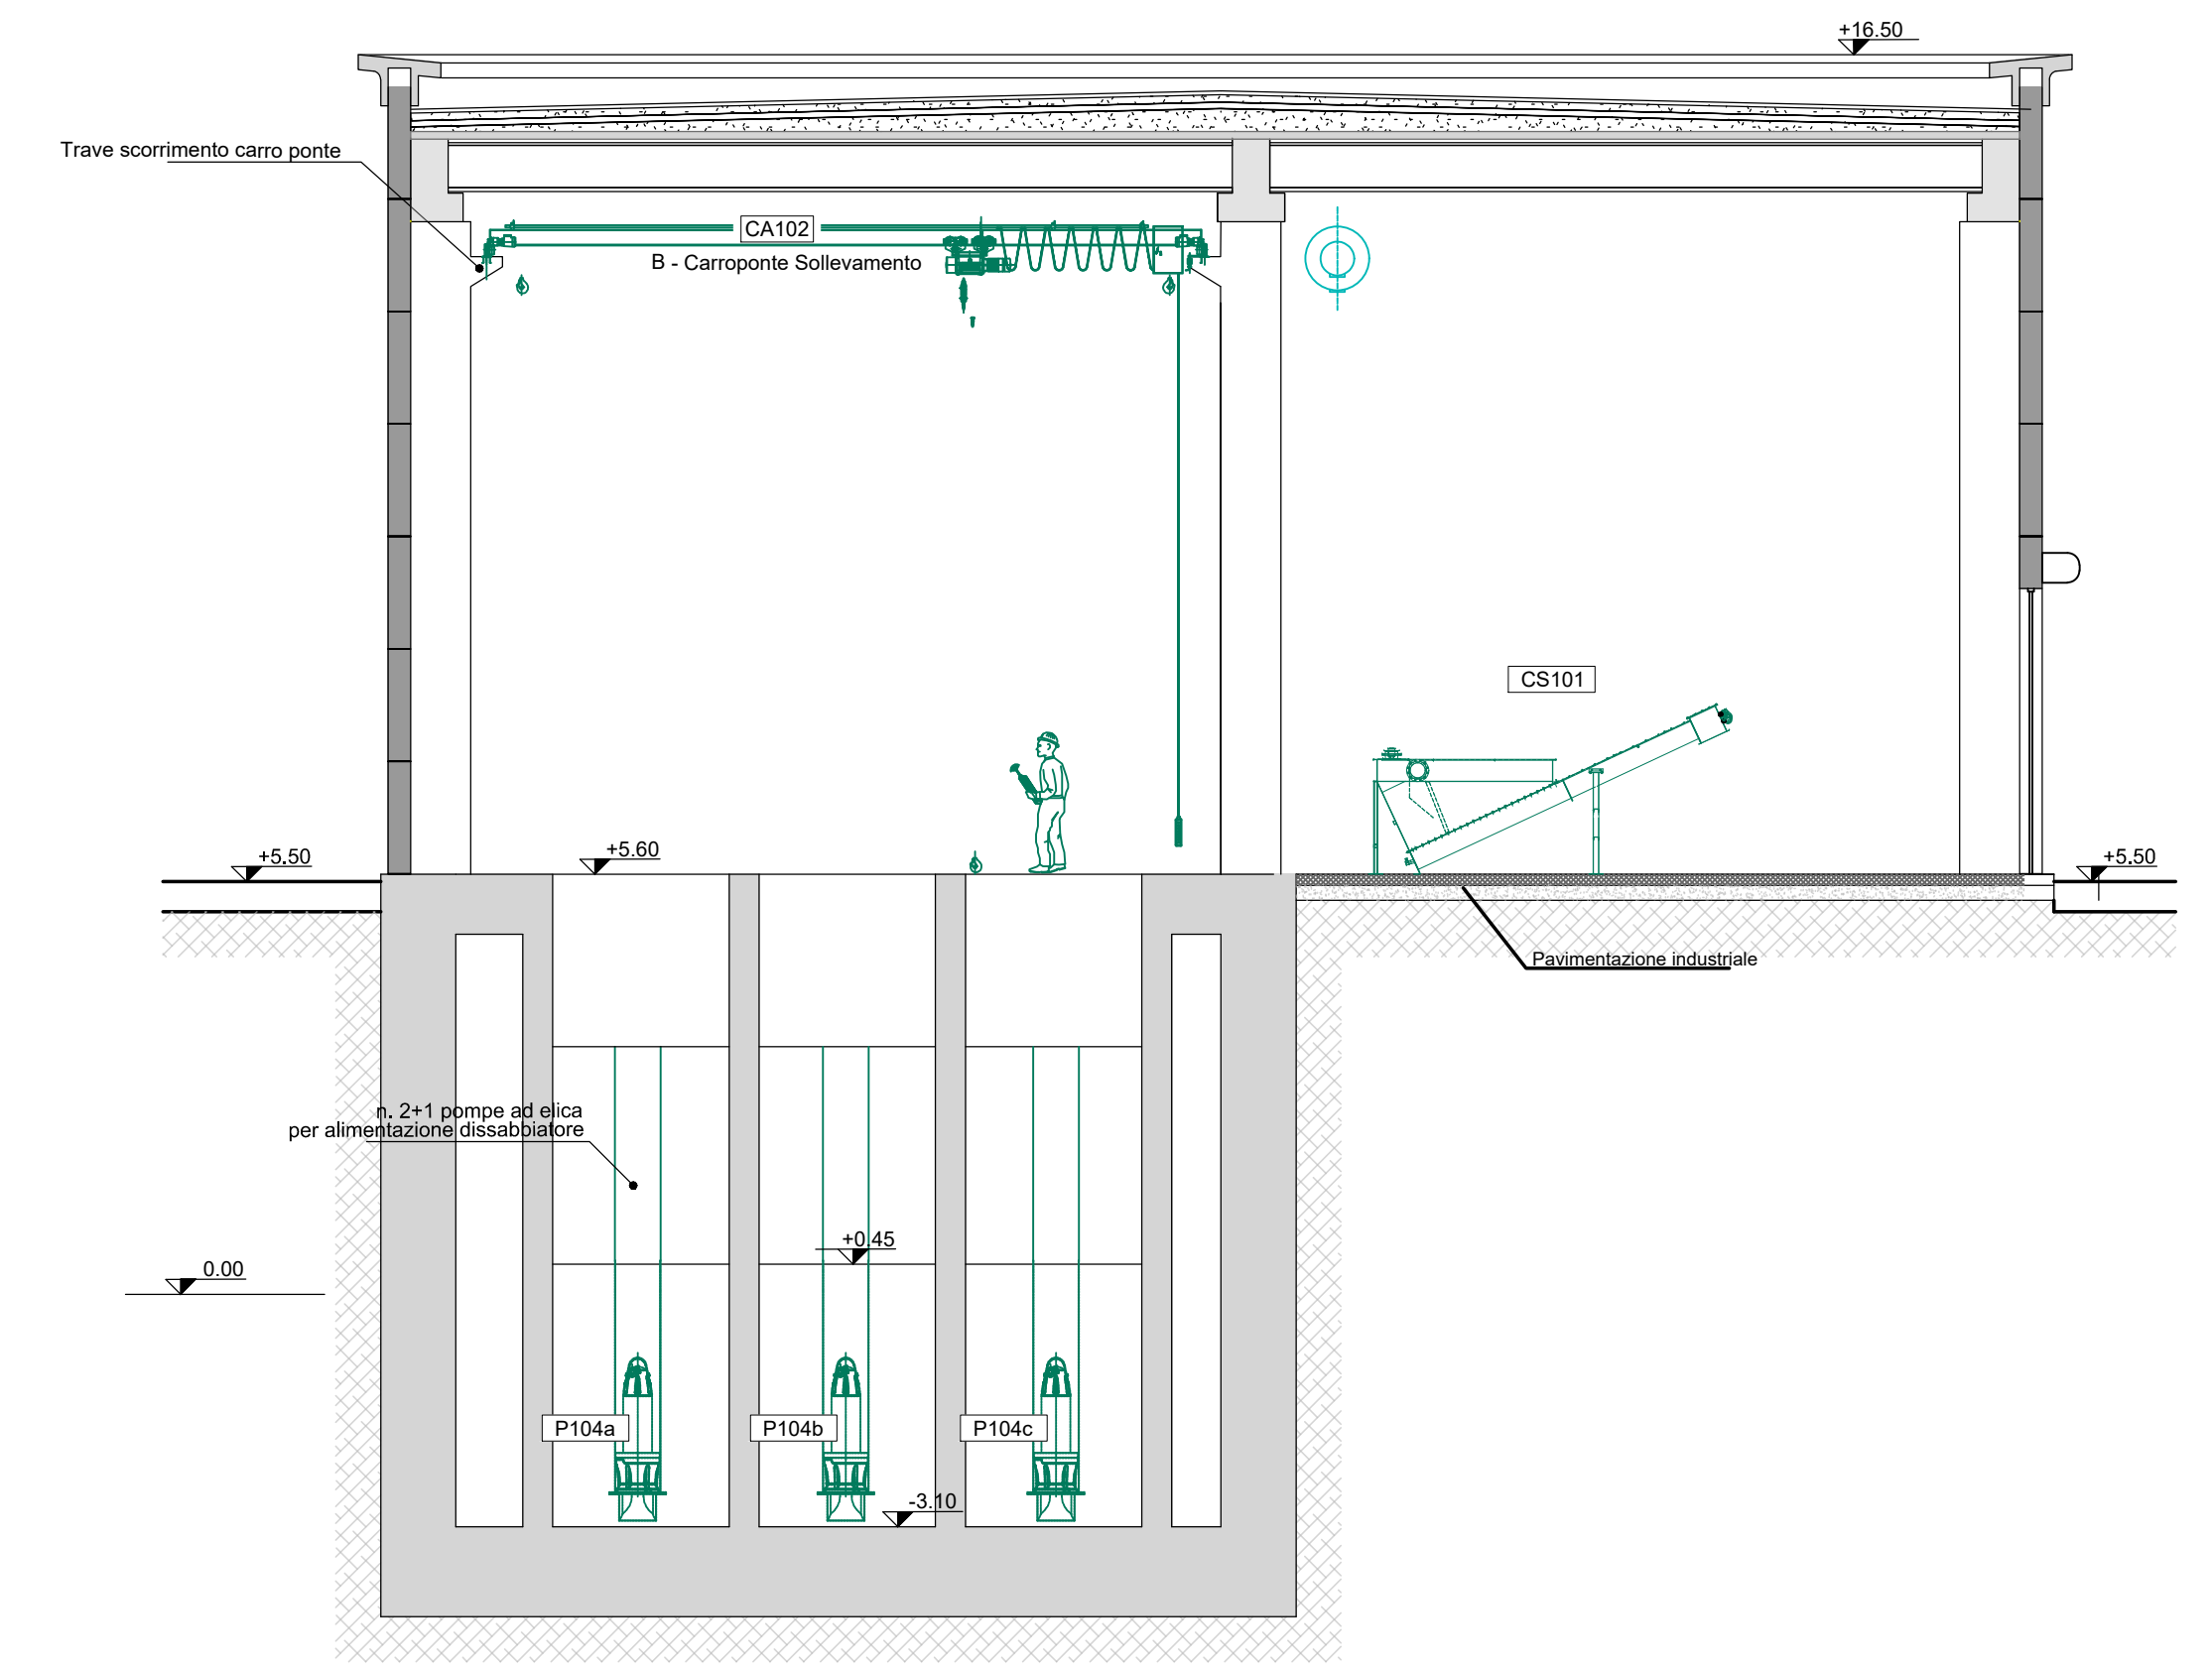 +16.50
Trave scorrimento carro ponte
CA102
B - Carroponte Sollevamento
CS101
+5.50
+5.60
+5.50
Pavimentazione industriale
n. 2+1 pompe ad elica
per alimentazione dissabbiatore
+0.45
0.00
P104a
P104b
P104c
-3.10